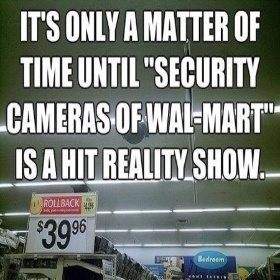 IT'S ONLY A MATTER OF
TIME UNTIL "SECURITY
CAMERAS OF WAL-MART"
IS A HIT REALITY SHOW.
ROLLBACK
$39 96
Bedroom